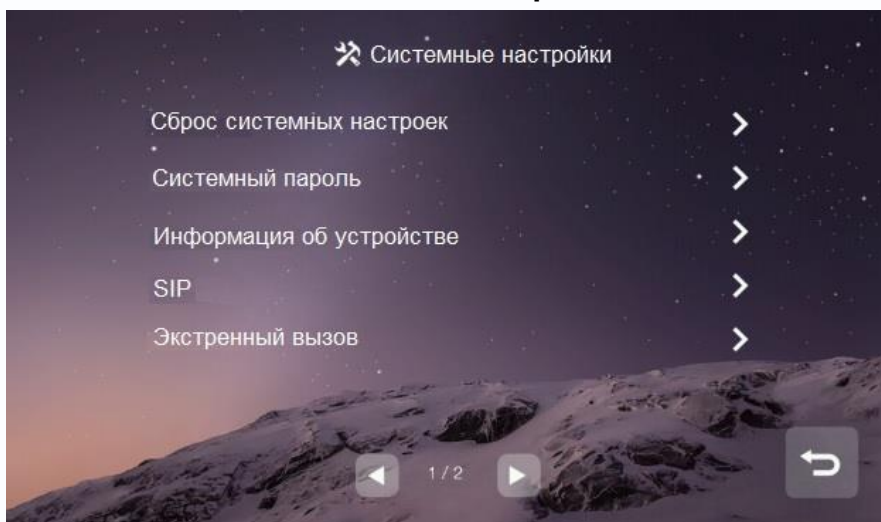 Системные настройки
Сброс системных настроек
Системный пароль
Информация об устройстве
SIP
Экстренный вызов
1 / 2